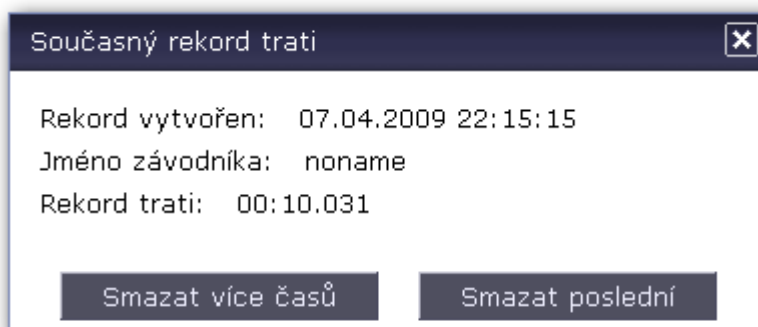 Současný rekord trati
Rekord vytvořen: 07.04.2009 22:15:15
Jméno závodníka: noname
Rekord trati: 00:10.031
Smazat více časů Smazat poslední